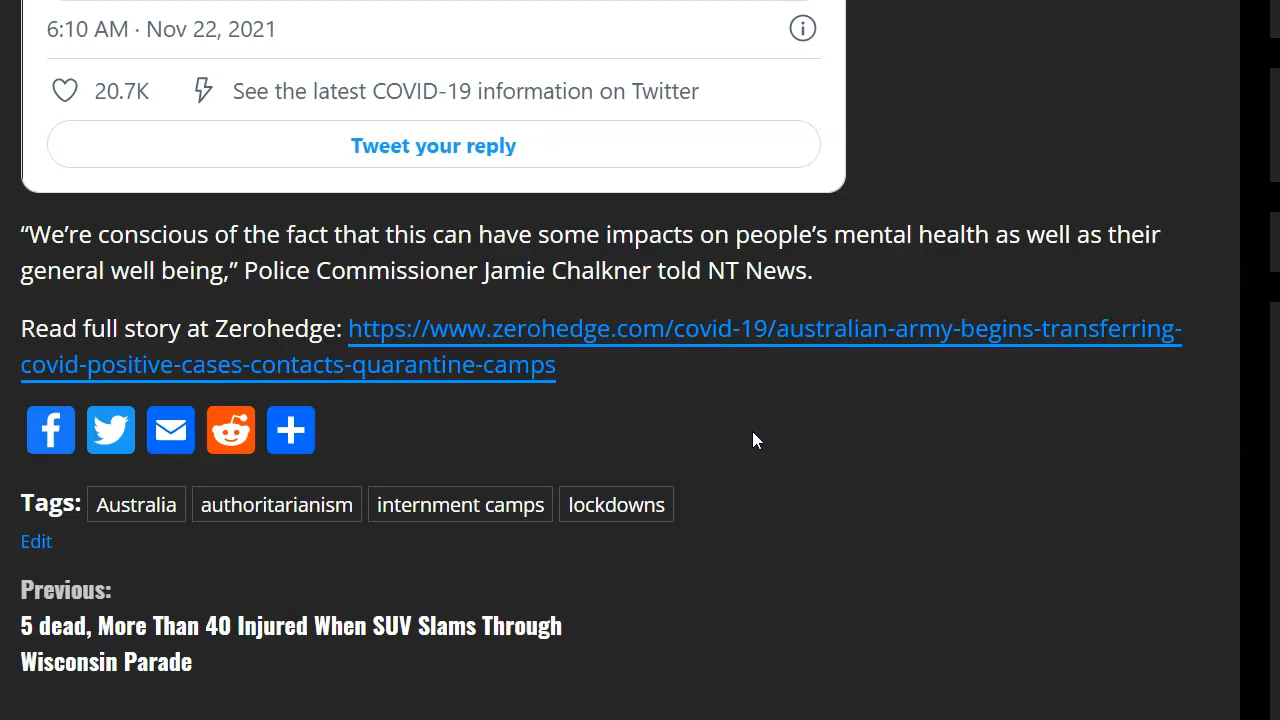 6:10 AM · Nov 22, 2021
20.7K See the latest COVID-19 information on Twitter
Tweet your reply
“We’re conscious of the fact that this can have some impacts on people’s mental health as well as their
general well being,” Police Commissioner Jamie Chalkner told NT News.
Read full story at Zerohedge: https://www.zerohedge.com/covid-19/australian-army-begins-transferring-
covid-positive-cases-contacts-quarantine-camps
Tags: Australia authoritarianism internment camps lockdowns
Edit
Previous:
5 dead, More Than 40 Injured When SUV Slams Through
Wisconsin Parade